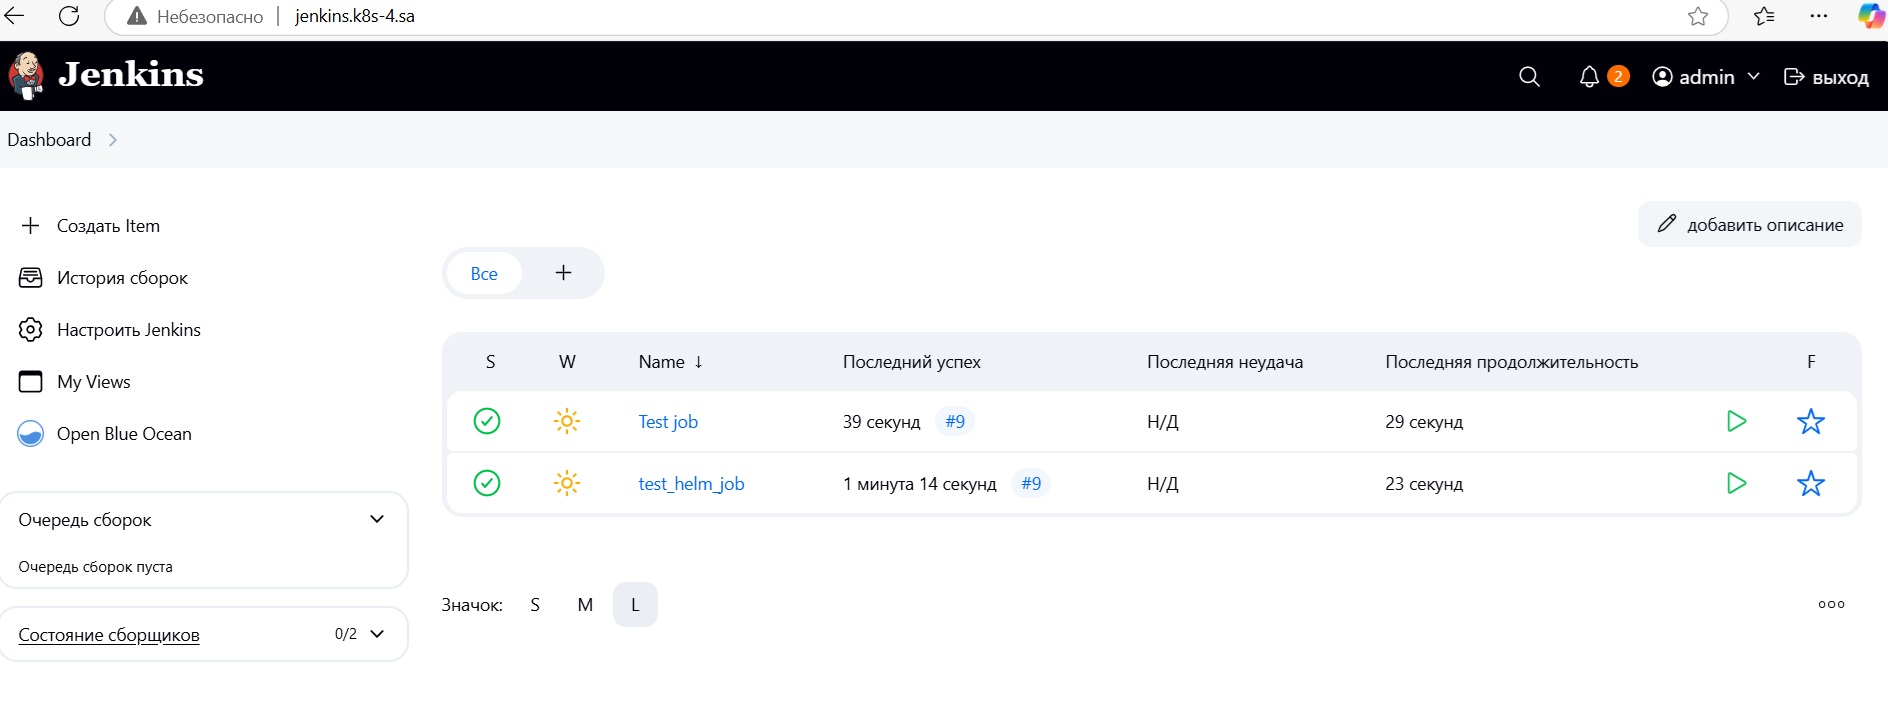 Небезопасно jenkins.k8s-4.sa
Jenkins
2 admin выход
Dashboard
Создать Item
История сборок
Настроить Jenkins
My Views
Open Blue Ocean
Очередь сборок
Очередь сборок пуста
Состояние сборщиков 0/2
добавить описание
Все +
S W Name ↓ Последний успех Последняя неудача Последняя продолжительность F
Test job 39 секунд #9 Н/Д 29 секунд
test_helm_job 1 минута 14 секунд #9 Н/Д 23 секунд
Значок: S M L